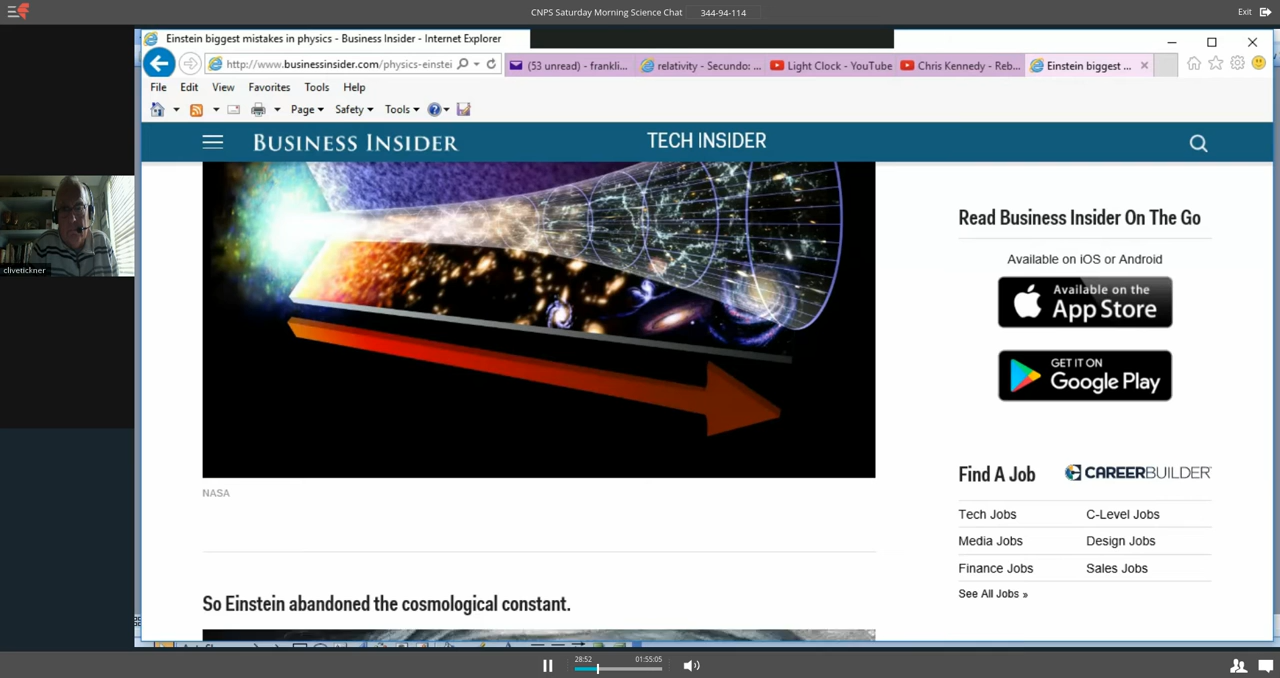 CNPS Saturday Morning Science Chat 344-94-114
Exit
Einstein biggest mistakes in physics - Business Insider - Internet Explorer
http://www.businessinsider.com/physics-einstei
(53 unread) - frankli...
relativity - Secundo: ...
Light Clock - YouTube
Chris Kennedy - Reb...
Einstein biggest ...
File Edit View Favorites Tools Help
Page Safety Tools
BUSINESS INSIDER
TECH INSIDER
clivetickner
Read Business Insider On The Go
Available on iOS or Android
Available on the
App Store
GET IT ON
Google Play
NASA
Find A Job
CAREERBUILDER
Tech Jobs C-Level Jobs
Media Jobs Design Jobs
Finance Jobs Sales Jobs
See All Jobs »
So Einstein abandoned the cosmological constant.
28:52 01:55:05